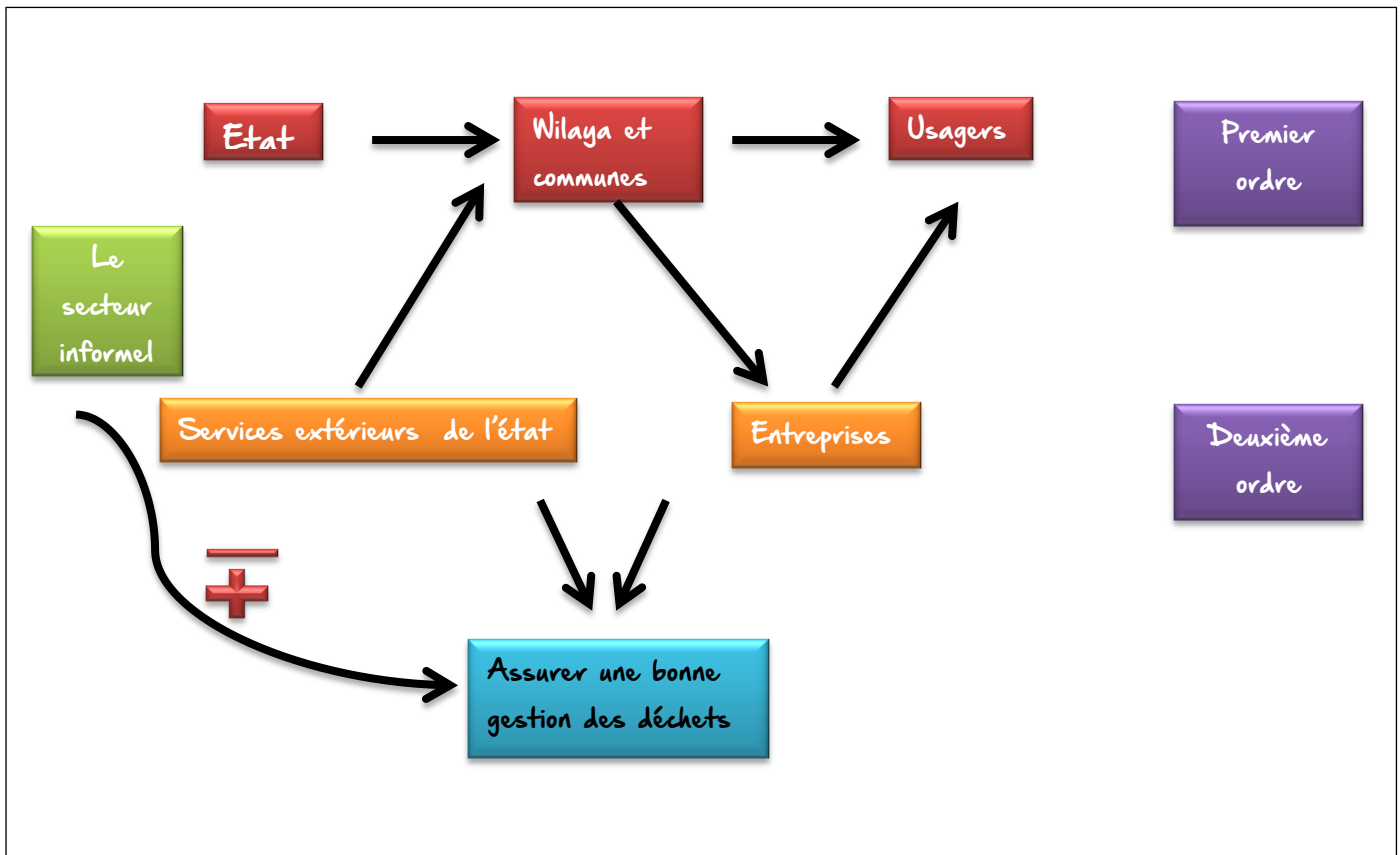 Etat
Wilaya et
communes
Usagers
Premier
ordre
Le
secteur
informel
Services extérieurs de l'état
Entreprises
Deuxième
ordre
Assurer une bonne
gestion des déchets